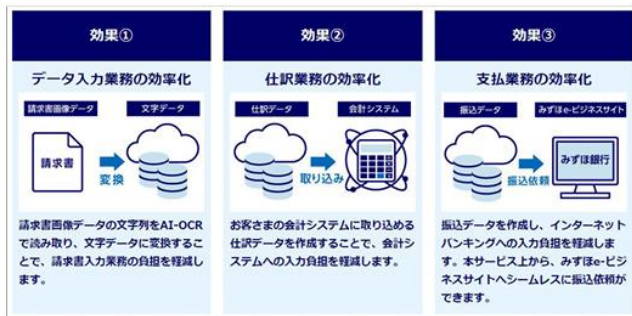 効果①
データ入力業務の効率化
請求書画像データ
文字データ
請求書
変換
請求書画像データの文字列をAI-OCR
で読み取り、文字データに変換するこ
とで、請求書入力業務の負担を軽減し
ます。
効果②
仕訳業務の効率化
仕訳データ
会計システム
取り込み
お客さまの会計システムに取り込める
仕訳データを作成することで、会計シ
ステムへの入力負担を軽減します。
効果③
支払業務の効率化
振込データ
みずほe-ビジネスサイト
みずほ銀行
振込依頼
振込データを作成し、インターネット
バンキングへの入力負担を軽減しま
す。本サービス上から、みずほe-ビジ
ネスサイトへシームレスに振込依頼が
できます。